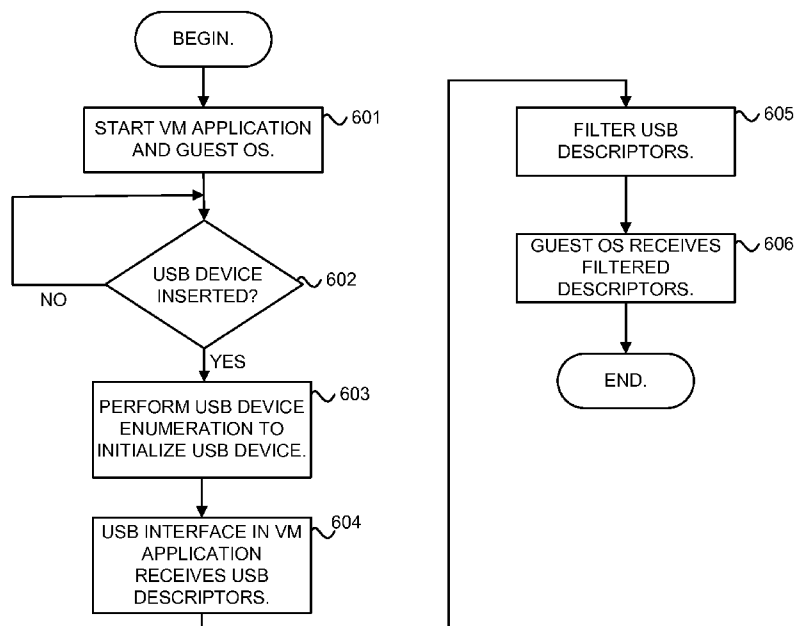 BEGIN.
START VM APPLICATION
AND GUEST OS.
601
USB DEVICE
INSERTED?
602
NO
YES
PERFORM USB DEVICE
ENUMERATION TO
INITIALIZE USB DEVICE.
603
USB INTERFACE IN VM
APPLICATION
RECEIVES USB
DESCRIPTORS.
604
FILTER USB
DESCRIPTORS.
605
GUEST OS RECEIVES
FILTERED
DESCRIPTORS.
606
END.